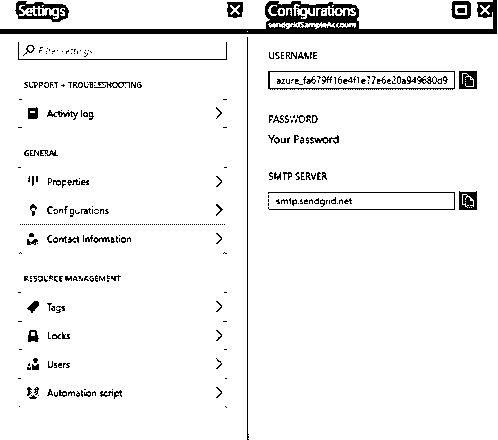 Settings
Filter settings
SUPPORT + TROUBLESHOOTING
Activity log
GENERAL
Properties
Configurations
Contact Information
RESOURCE MANAGEMENT
Tags
Locks
Users
Automation script
Configurations
sendgridSampleAccount
USERNAME
azure_fa679ff16e4f1e77e6e20a949680d9
PASSWORD
Your Password
SMTP SERVER
smtp.sendgrid.net